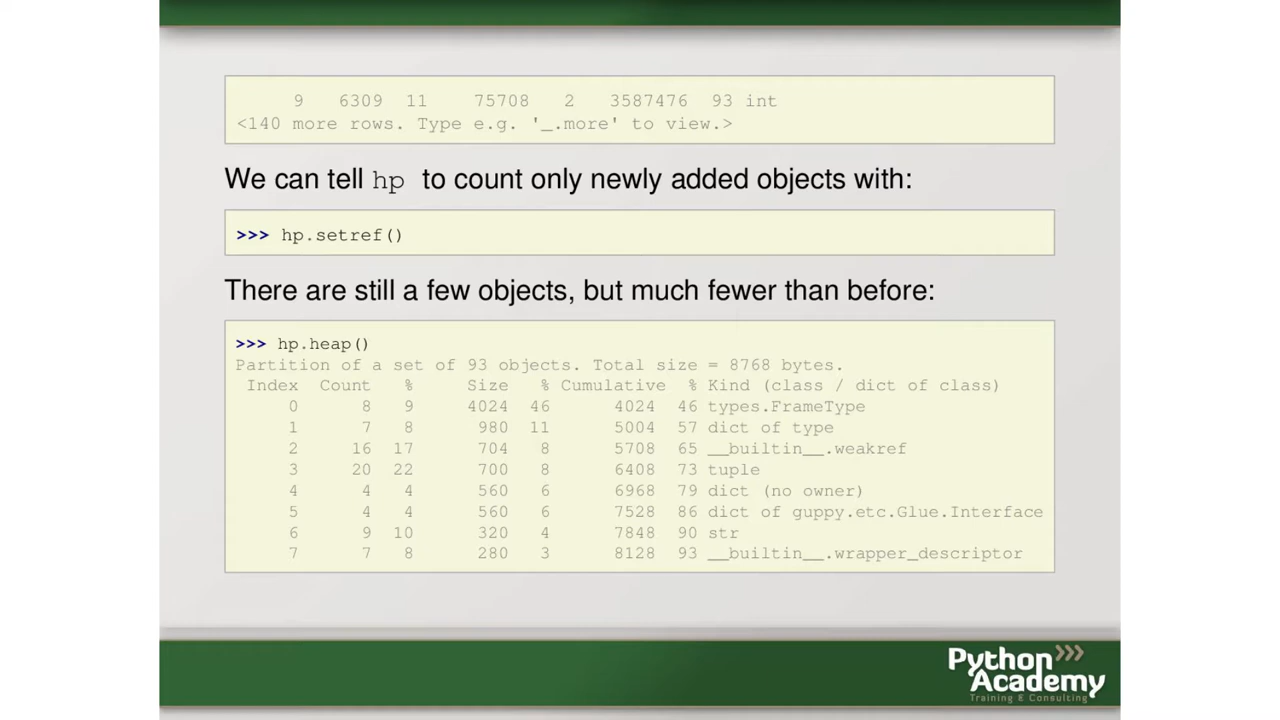 9 6309 11 75708 2 3587476 93 int
<140 more rows. Type e.g. '_.more' to view.>
We can tell hp to count only newly added objects with:
>>> hp.setref()
There are still a few objects, but much fewer than before:
>>> hp.heap()
Partition of a set of 93 objects. Total size = 8768 bytes.
Index Count % Size % Cumulative % Kind (class / dict of class)
0 8 9 4024 46 4024 46 types.FrameType
1 7 8 980 11 5004 57 dict of type
2 16 17 704 8 5708 65 __builtin__.weakref
3 20 22 700 8 6408 73 tuple
4 4 4 560 6 6968 79 dict (no owner)
5 4 4 560 6 7528 86 dict of guppy.etc.Glue.Interface
6 9 10 320 4 7848 90 str
7 7 8 280 3 8128 93 __builtin__.wrapper_descriptor
Python
Academy
Training & Consulting